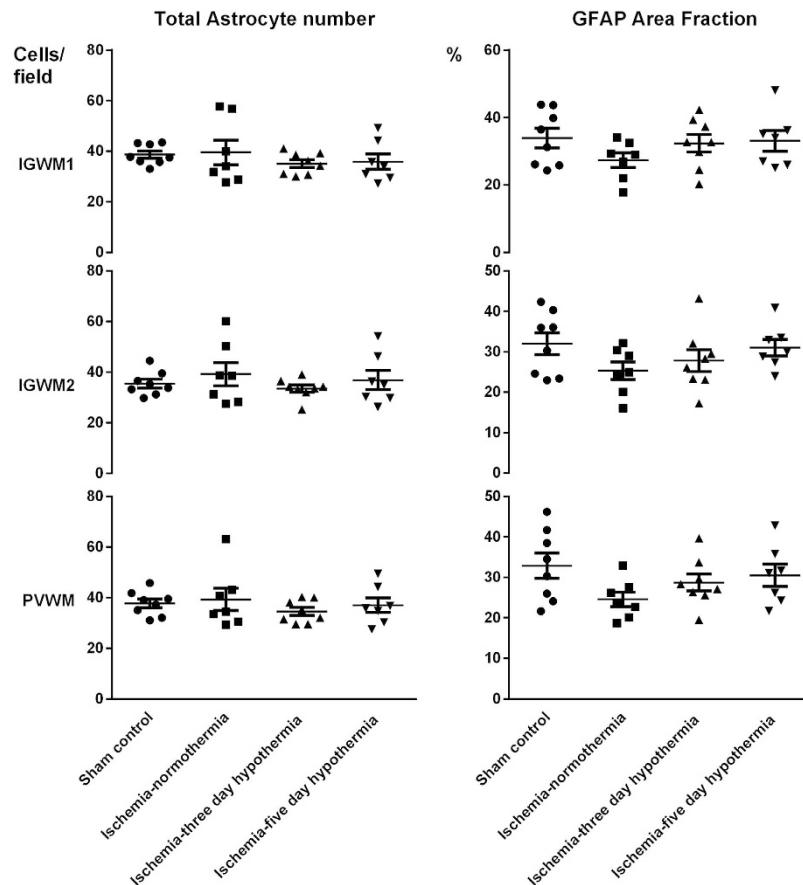 Total Astrocyte number
GFAP Area Fraction
Cells/
field
%
80
60
40
20
0
IGWM1
60
40
20
0
80
60
40
20
0
IGWM2
50
40
30
20
10
0
80
60
40
20
0
PVWM
50
40
30
20
10
0
Sham control
Ischemia-normothermia
Ischemia-three day hypothermia
Ischemia-five day hypothermia
Sham control
Ischemia-normothermia
Ischemia-three day hypothermia
Ischemia-five day hypothermia